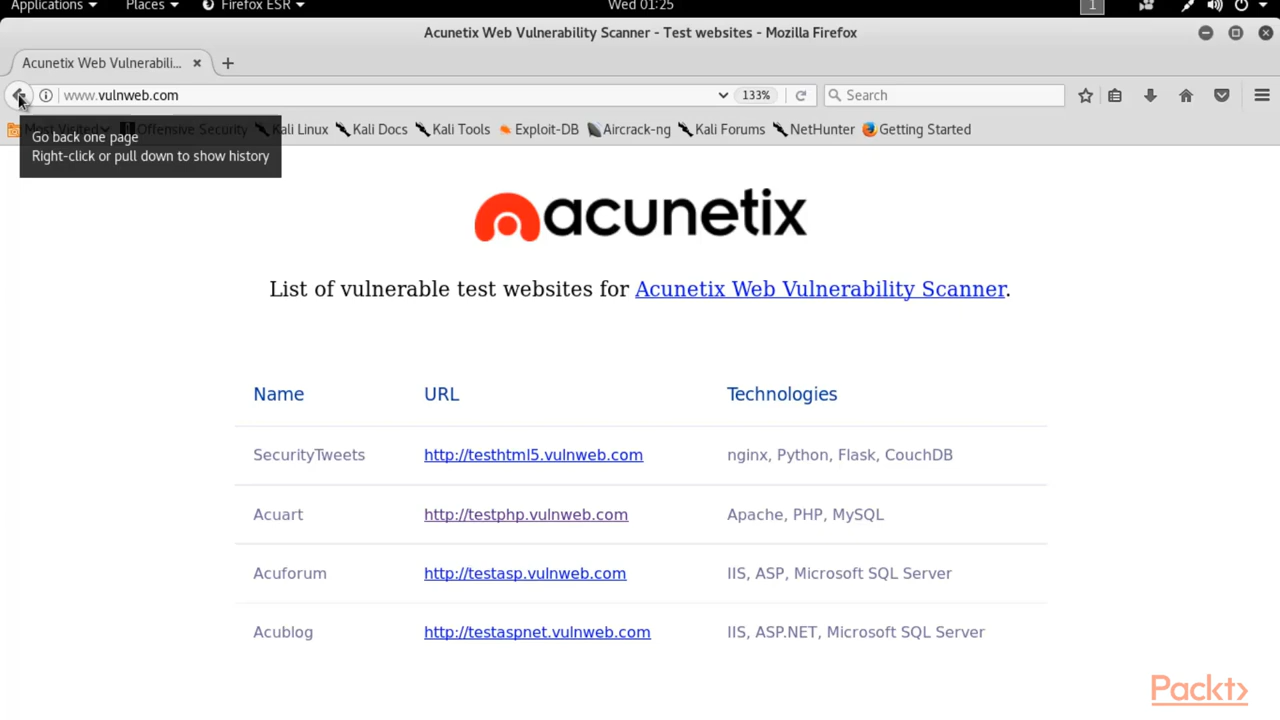 Applications Places Firefox ESR Wed 01:25 1
Acunetix Web Vulnerability Scanner - Test websites - Mozilla Firefox
Acunetix Web Vulnerabili...
www.vulnweb.com 133% Search
Most Visited Offensive Security Kali Linux Kali Docs Kali Tools Exploit-DB Aircrack-ng Kali Forums NetHunter Getting Started
Go back one page
Right-click or pull down to show history
acunetix
List of vulnerable test websites for Acunetix Web Vulnerability Scanner.
Name URL Technologies
SecurityTweets http://testhtml5.vulnweb.com nginx, Python, Flask, CouchDB
Acuart http://testphp.vulnweb.com Apache, PHP, MySQL
Acuforum http://testasp.vulnweb.com IIS, ASP, Microsoft SQL Server
Acublog http://testaspnet.vulnweb.com IIS, ASP.NET, Microsoft SQL Server
Packt>